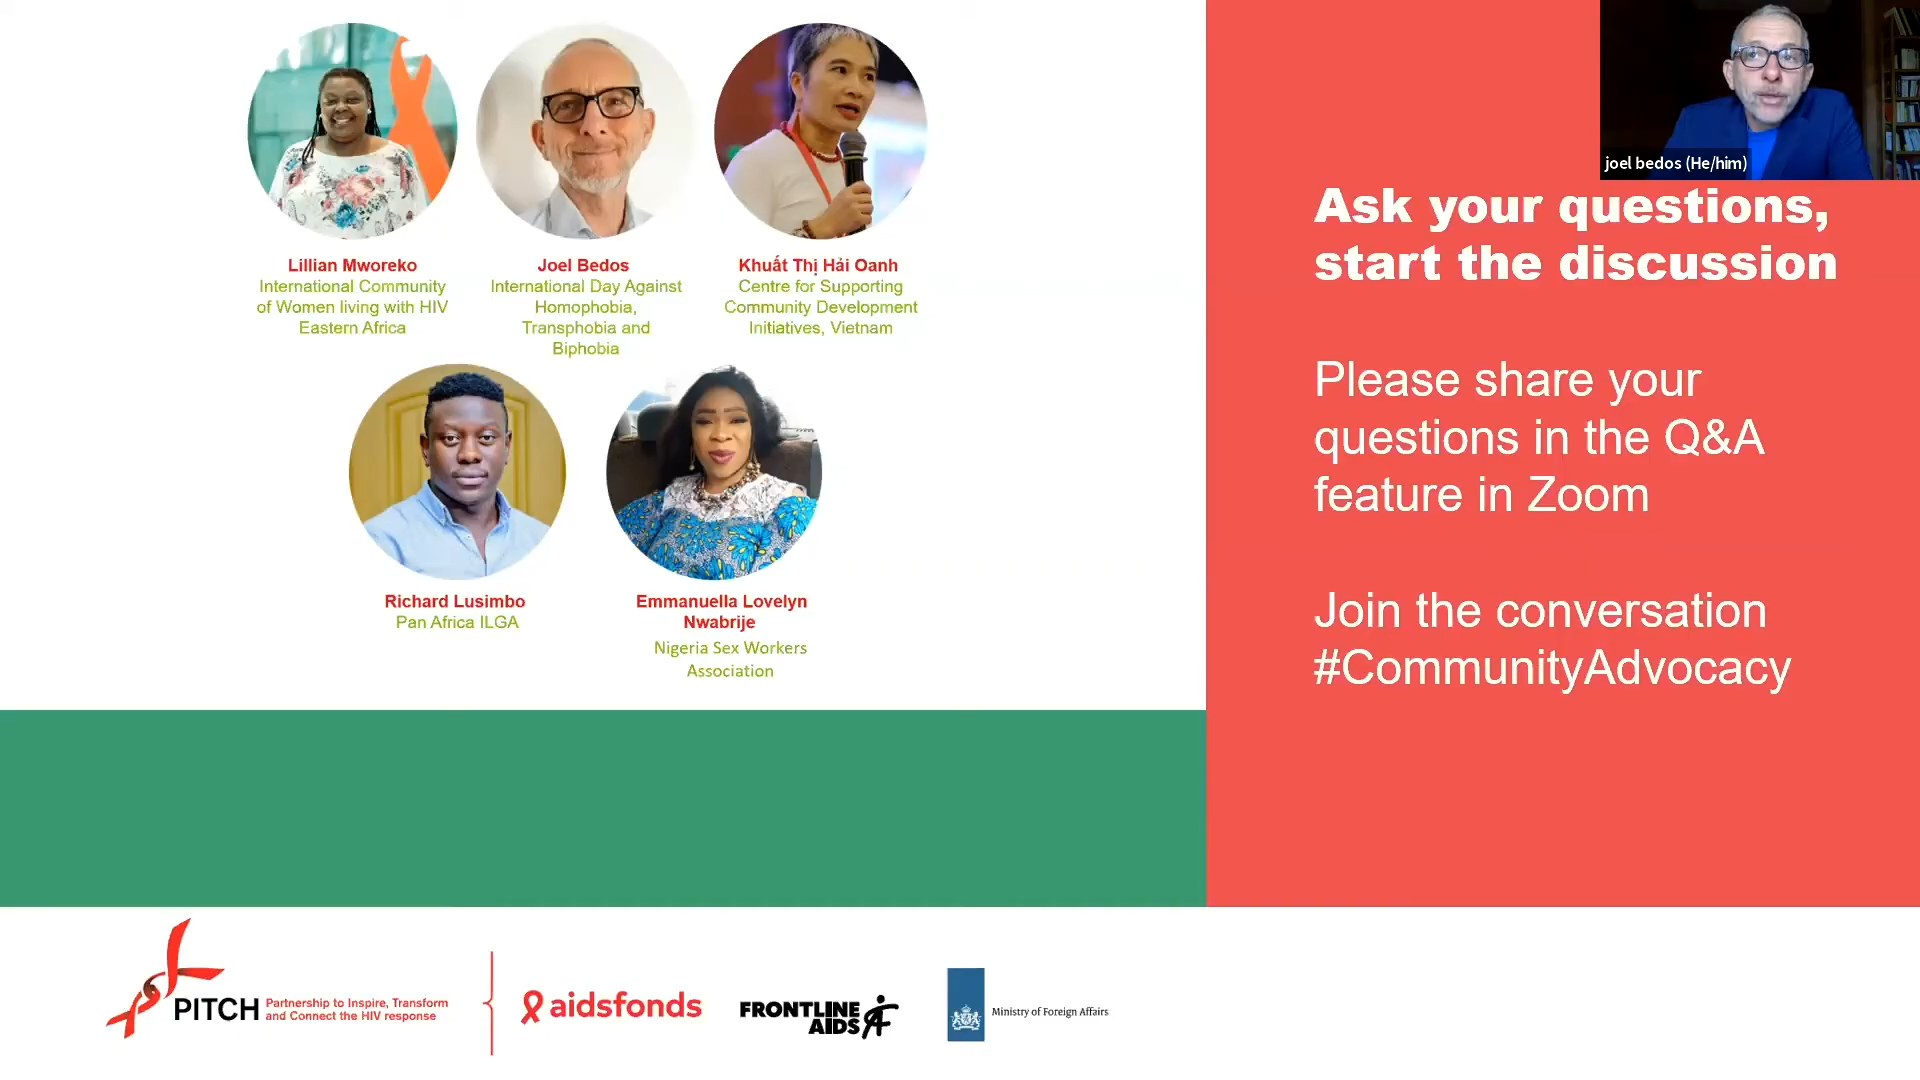 Lillian Mworeko
International Community
of Women living with HIV
Eastern Africa
Joel Bedos
International Day Against
Homophobia,
Transphobia and
Biphobia
Khuất Thị Hải Oanh
Centre for Supporting
Community Development
Initiatives, Vietnam
Richard Lusimbo
Pan Africa ILGA
Emmanuella Lovelyn
Nwabrije
Nigeria Sex Workers
Association
joel bedos (He/him)
Ask your questions,
start the discussion
Please share your
questions in the Q&A
feature in Zoom
Join the conversation
#CommunityAdvocacy
PITCH
Partnership to Inspire, Transform
and Connect the HIV response
aidsfonds
FRONTLINE
AIDS
Ministry of Foreign Affairs